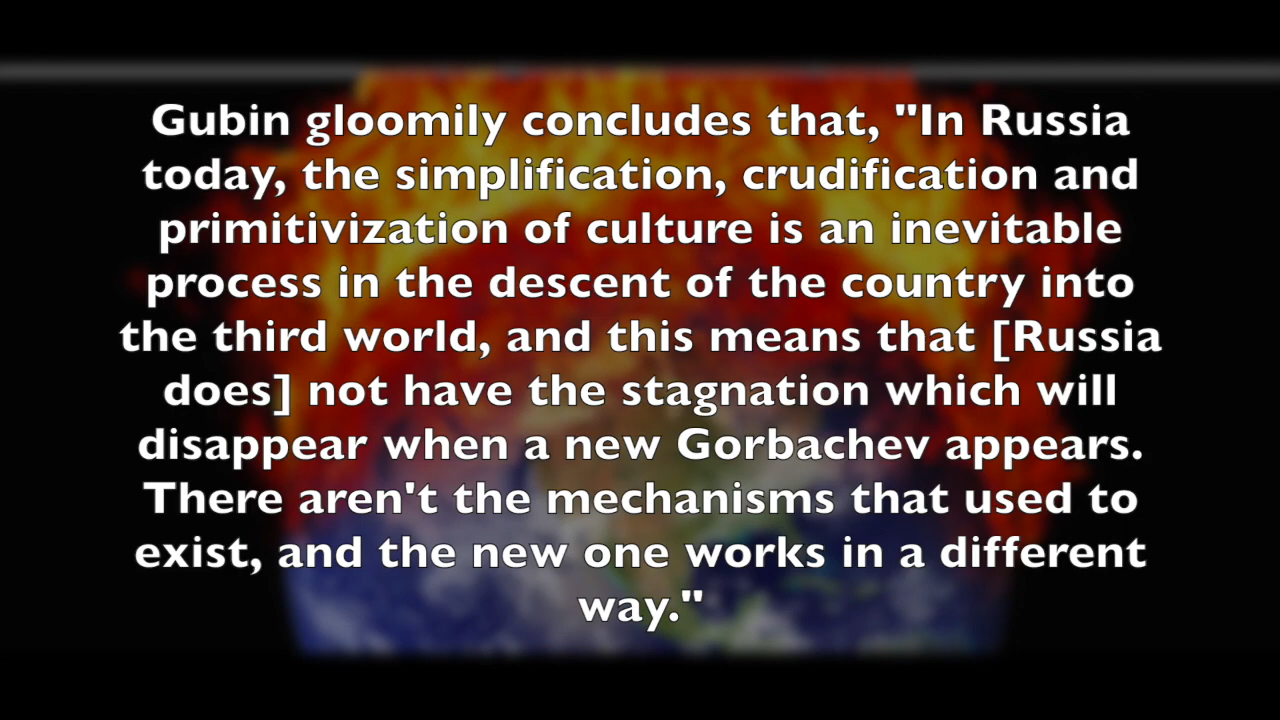 Gubin gloomily concludes that, "In Russia
today, the simplification, crudification and
primitivization of culture is an inevitable
process in the descent of the country into
the third world, and this means that [Russia
does] not have the stagnation which will
disappear when a new Gorbachev appears.
There aren't the mechanisms that used to
exist, and the new one works in a different
way."